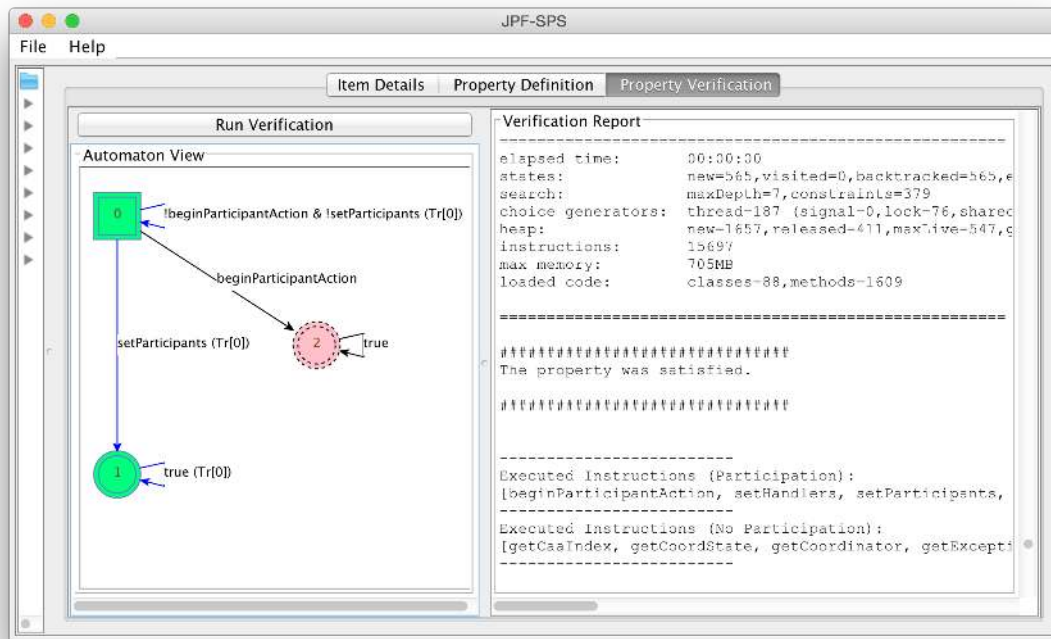 JPF-SPS
File Help
Item Details Property Definition Property Verification
Run Verification
Automaton View
0
!beginParticipantAction & !setParticipants (Tr[0])
beginParticipantAction
setParticipants (Tr[0])
2
true
1
true (Tr[0])
Verification Report
------------------------------------------------------
elapsed time: 00:00:00
states: new=565,visited=0,backtracked=565,e
search: maxDepth=7,constraints=379
choice generators: thread=187 (signal=0,lock=76,shared
heap: new=1657,released=411,maxLive=547,g
instructions: 15697
max memory: 705MB
loaded code: classes=88,methods=1609
======================================================
###############################
The property was satisfied.
###############################
-------------------------
Executed Instructions (Participation):
[beginParticipantAction, setHandlers, setParticipants,
-------------------------
Executed Instructions (No Participation):
[getCaaIndex, getCoordState, getCoordinator, getExcepti
-------------------------